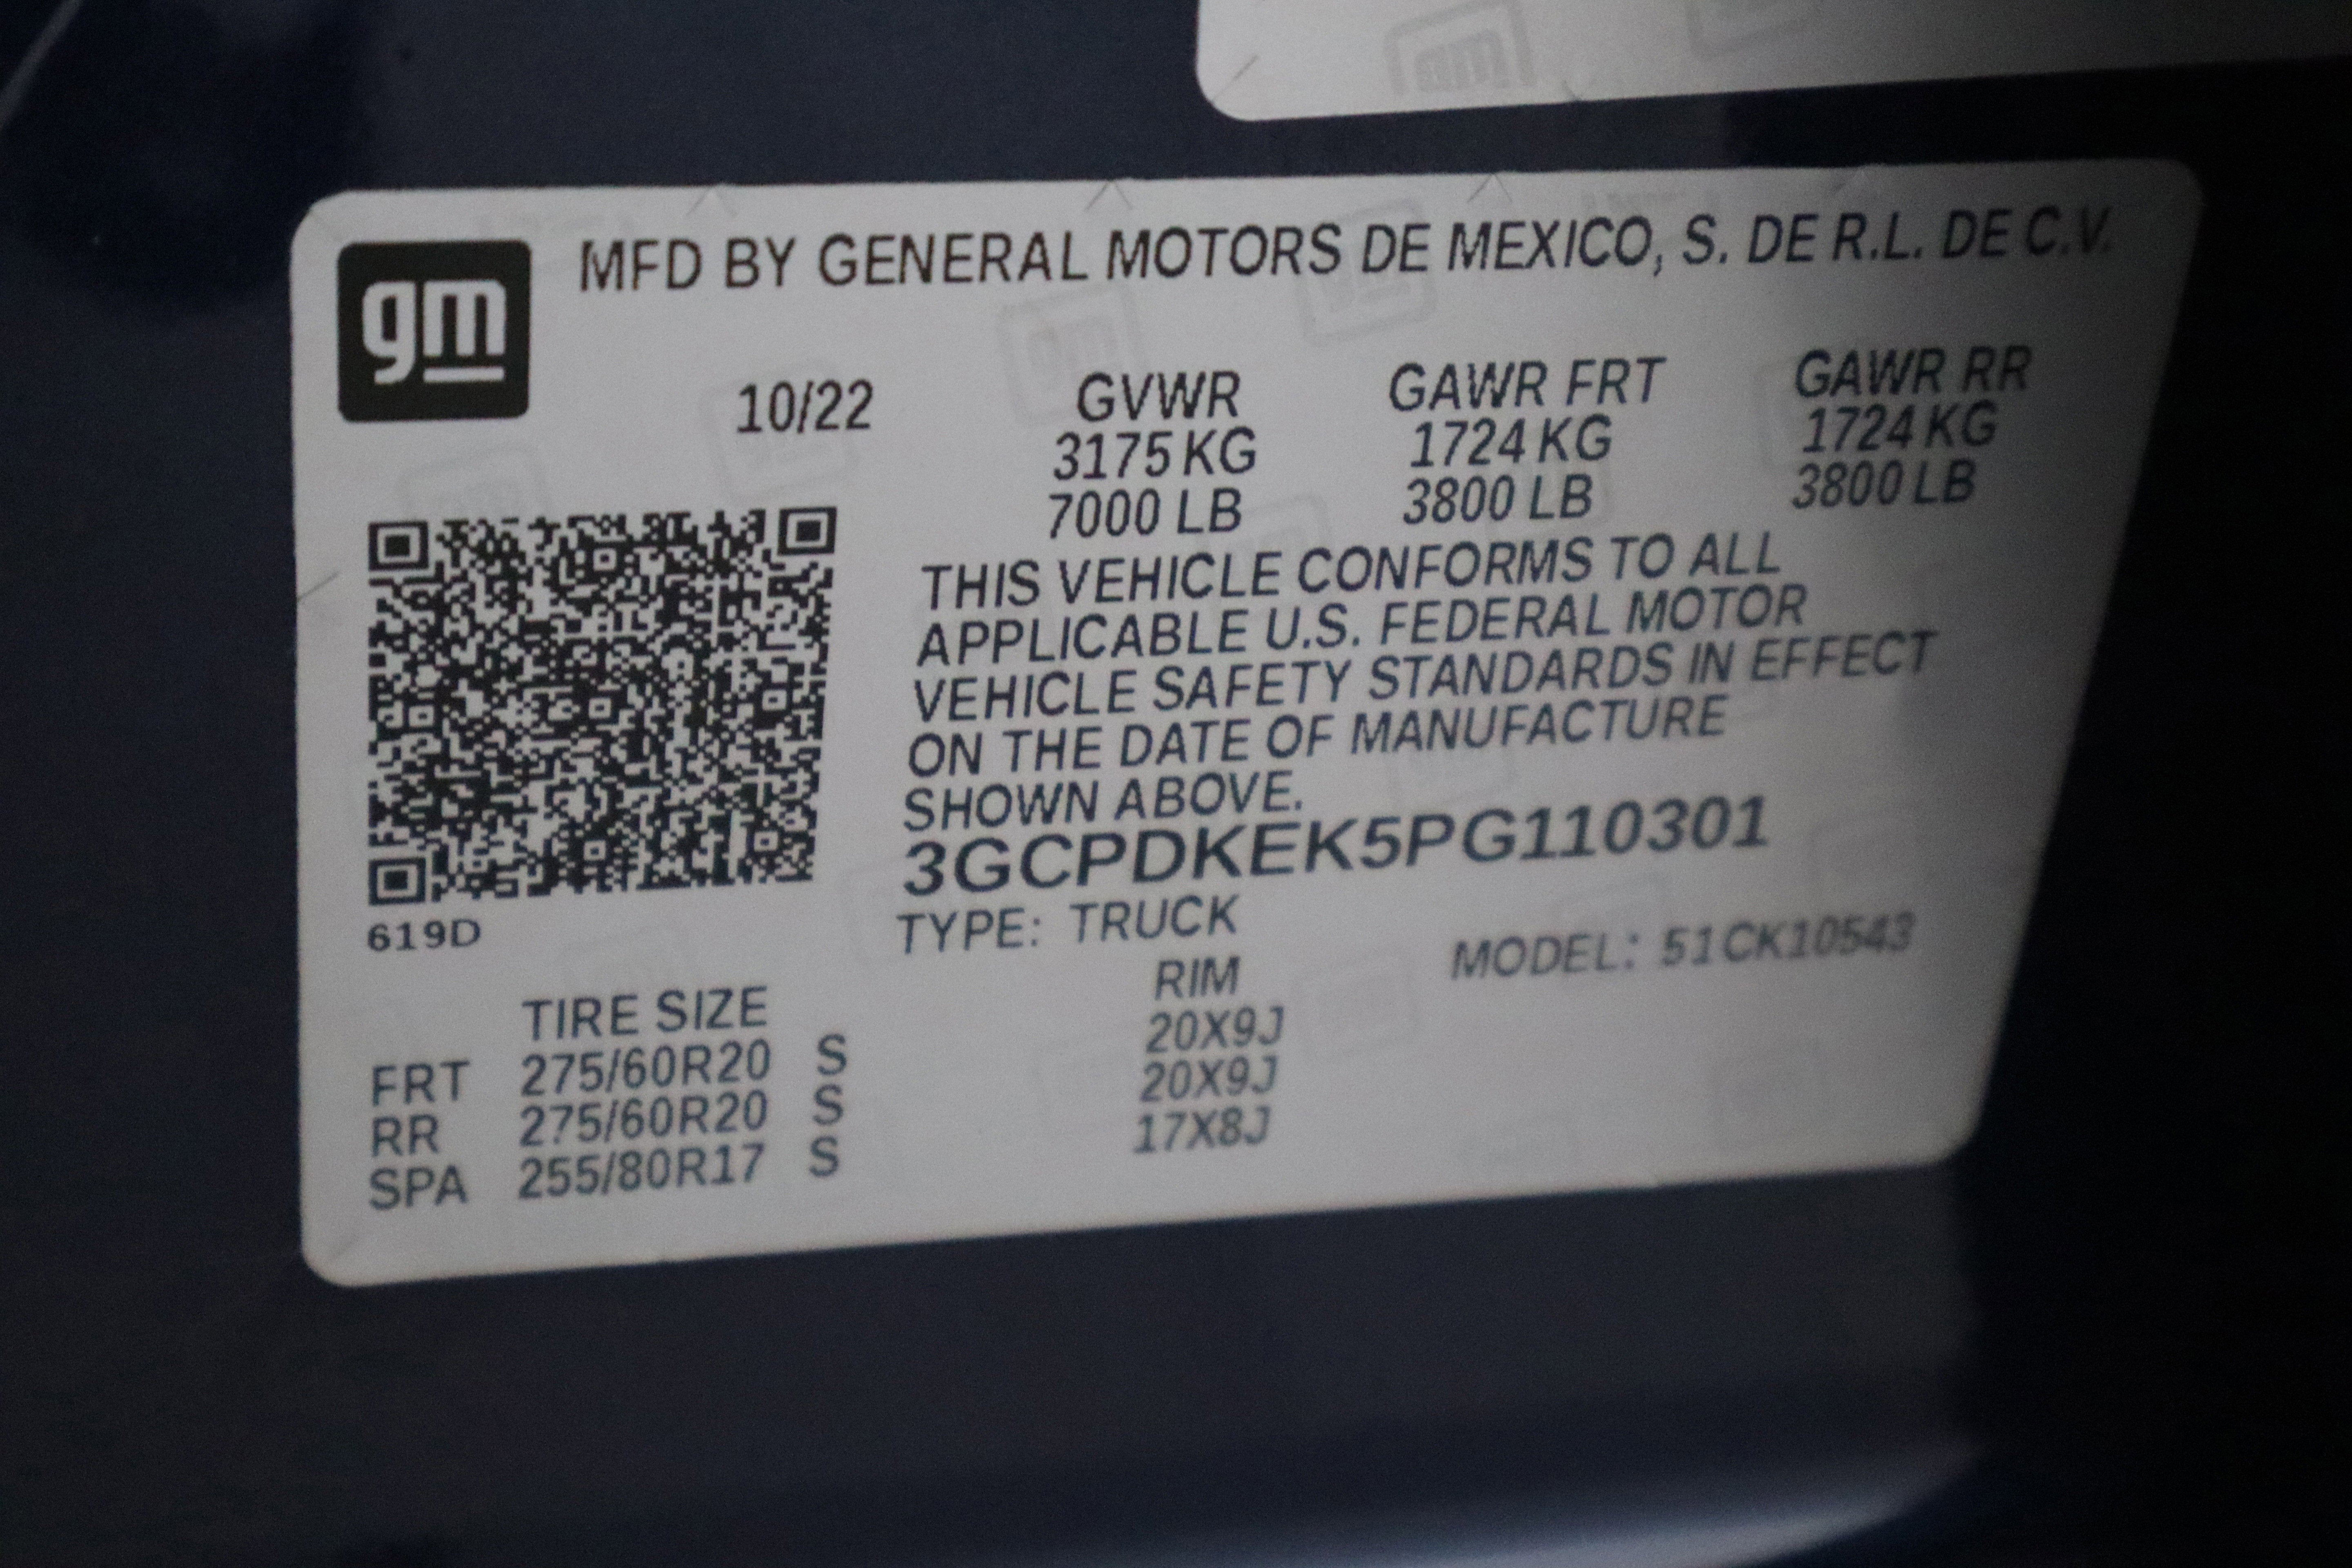 gm MFD BY GENERAL MOTORS DE MEXICO, S. DE R.L. DE C.V.
10/22 GVWR GAWR FRT GAWR RR
3175 KG 1724 KG 1724 KG
7000 LB 3800 LB 3800 LB
THIS VEHICLE CONFORMS TO ALL
APPLICABLE U.S. FEDERAL MOTOR
VEHICLE SAFETY STANDARDS IN EFFECT
ON THE DATE OF MANUFACTURE
SHOWN ABOVE.
3GCPDKEK5PG110301
619D TYPE: TRUCK MODEL: 51CK10543
TIRE SIZE RIM
FRT 275/60R20 S 20X9J
RR 275/60R20 S 20X9J
SPA 255/80R17 S 17X8J